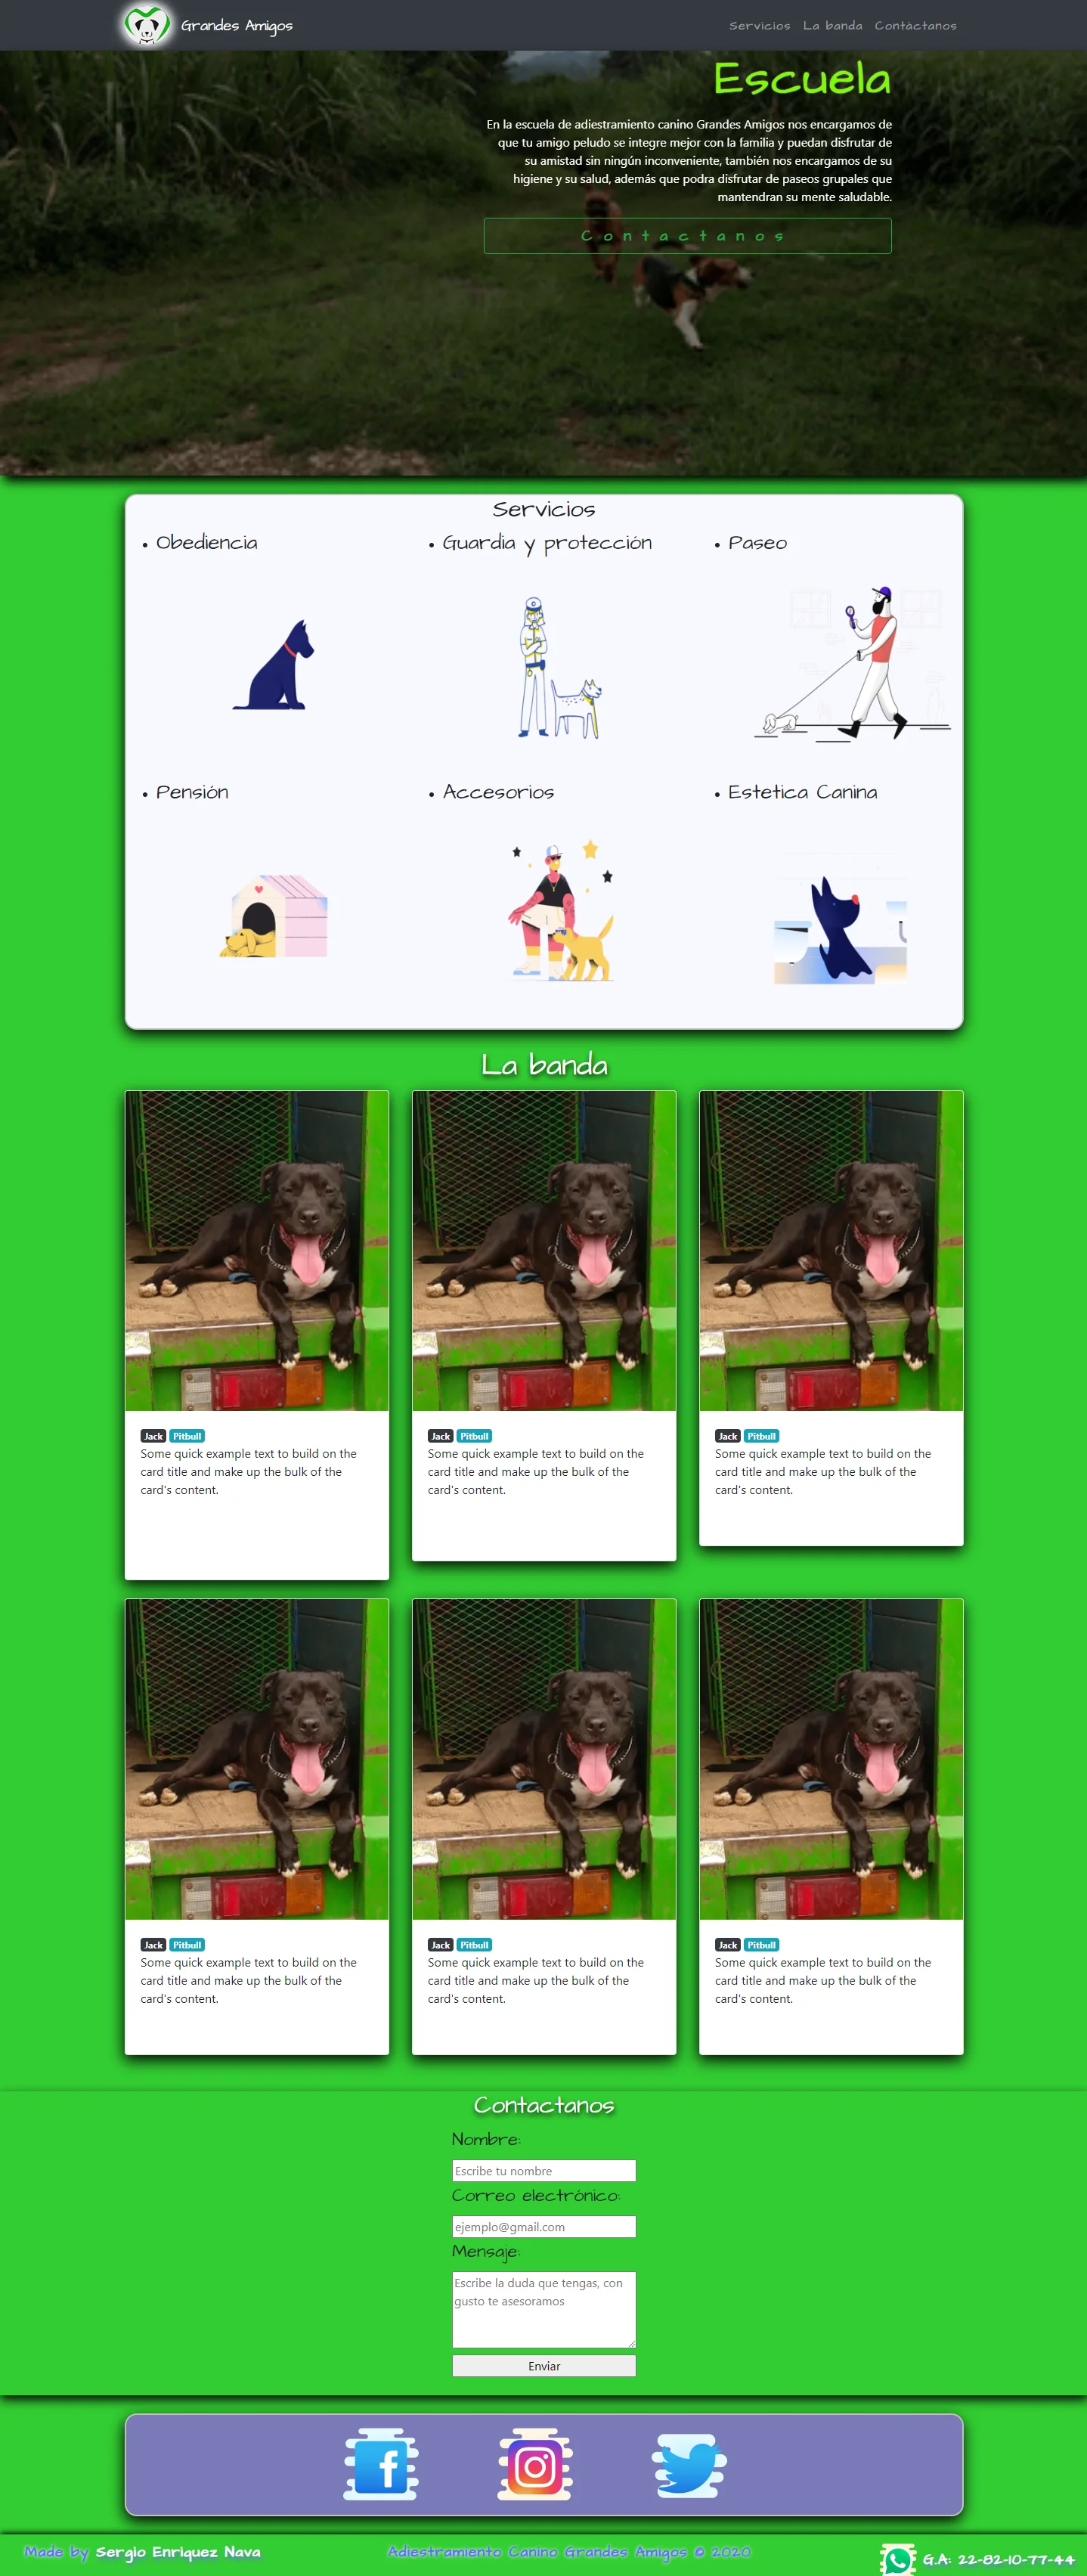 Grandes Amigos
Servicios La banda Contáctanos
Escuela
En la escuela de adiestramiento canino Grandes Amigos nos encargamos de
que tu amigo peludo se integre mejor con la familia y puedan disfrutar de
su amistad sin ningún inconveniente, también nos encargamos de su
higiene y su salud, además que podra disfrutar de paseos grupales que
mantendran su mente saludable.
Contactanos
Servicios
• Obediencia
• Guardia y protección
• Paseo
• Pensión
• Accesorios
• Estetica Canina
La banda
Jack Pitbull
Some quick example text to build on the
card title and make up the bulk of the
card's content.
Jack Pitbull
Some quick example text to build on the
card title and make up the bulk of the
card's content.
Jack Pitbull
Some quick example text to build on the
card title and make up the bulk of the
card's content.
Jack Pitbull
Some quick example text to build on the
card title and make up the bulk of the
card's content.
Jack Pitbull
Some quick example text to build on the
card title and make up the bulk of the
card's content.
Jack Pitbull
Some quick example text to build on the
card title and make up the bulk of the
card's content.
Contactanos
Nombre:
Escribe tu nombre
Correo electrónico:
ejemplo@gmail.com
Mensaje:
Escribe la duda que tengas, con
gusto te asesoramos
Enviar
Made by Sergio Enriquez Nava
Adiestramiento Canino Grandes Amigos © 2020
G.A: 22-82-10-77-44